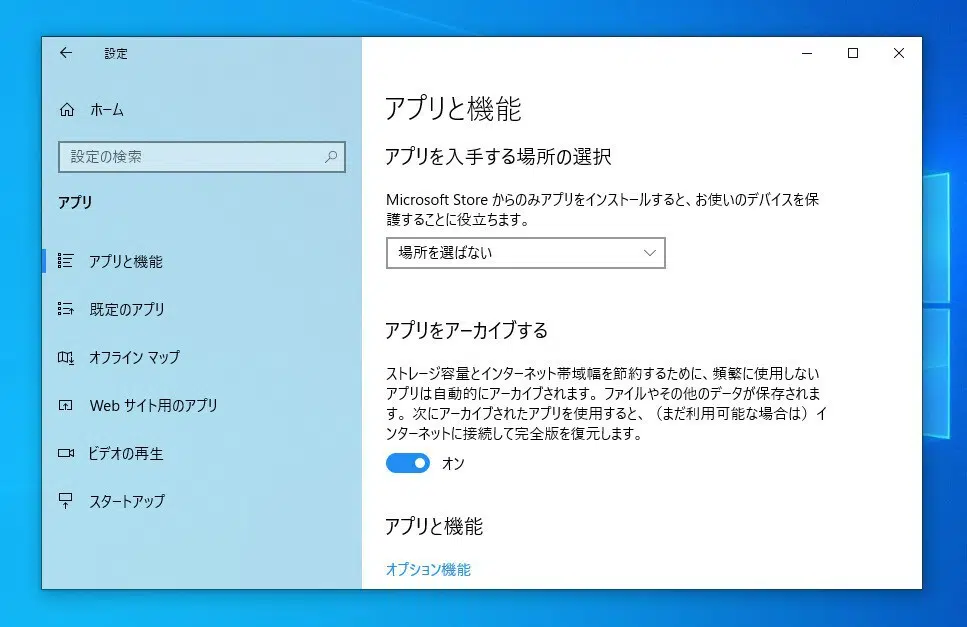 設定
ホーム
設定の検索
アプリ
アプリと機能
既定のアプリ
オフライン マップ
Web サイト用のアプリ
ビデオの再生
スタートアップ
アプリと機能
アプリを入手する場所の選択
Microsoft Store からのみアプリをインストールすると、お使いのデバイスを保
護することに役立ちます。
場所を選ばない
アプリをアーカイブする
ストレージ容量とインターネット帯域幅を節約するために、頻繁に使用しない
アプリは自動的にアーカイブされます。ファイルやその他のデータが保存されま
す。次にアーカイブされたアプリを使用すると、（まだ利用可能な場合は）イ
ンターネットに接続して完全版を復元します。
オン
アプリと機能
オプション機能